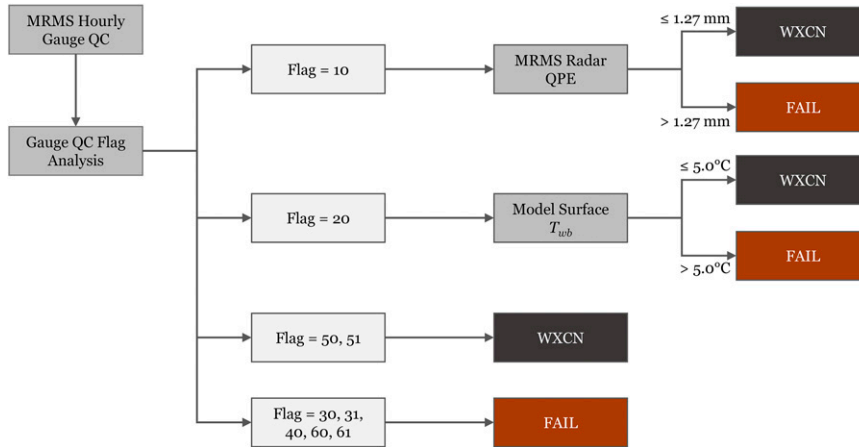 MRMS Hourly
Gauge QC
Gauge QC Flag
Analysis
Flag = 10
MRMS Radar
QPE
≤ 1.27 mm
WXCN
> 1.27 mm
FAIL
Flag = 20
Model Surface
Twb
≤ 5.0°C
WXCN
> 5.0°C
FAIL
Flag = 50, 51
WXCN
Flag = 30, 31,
40, 60, 61
FAIL